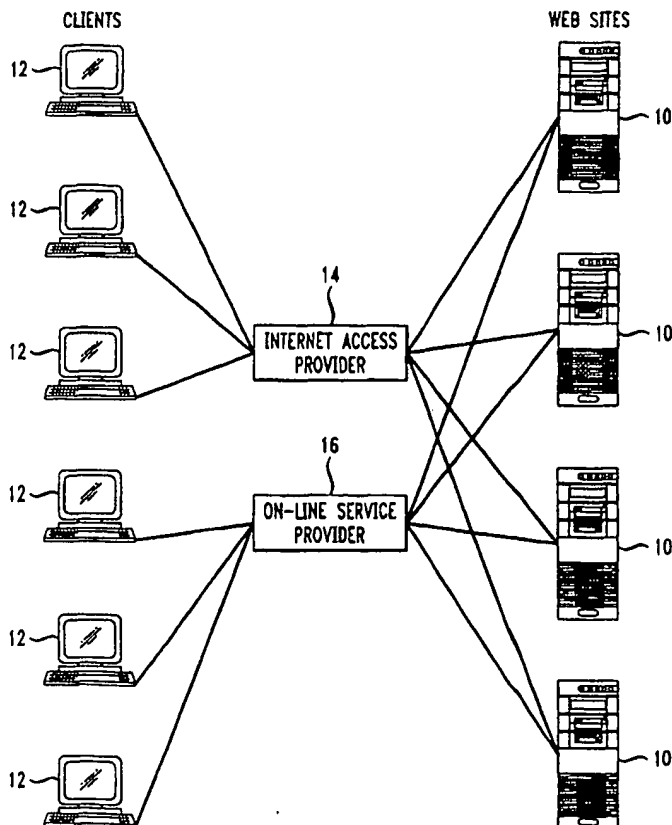 CLIENTS
WEB SITES
12
10
12
14
INTERNET ACCESS
PROVIDER
10
12
16
ON-LINE SERVICE
PROVIDER
12
10
12
12
10